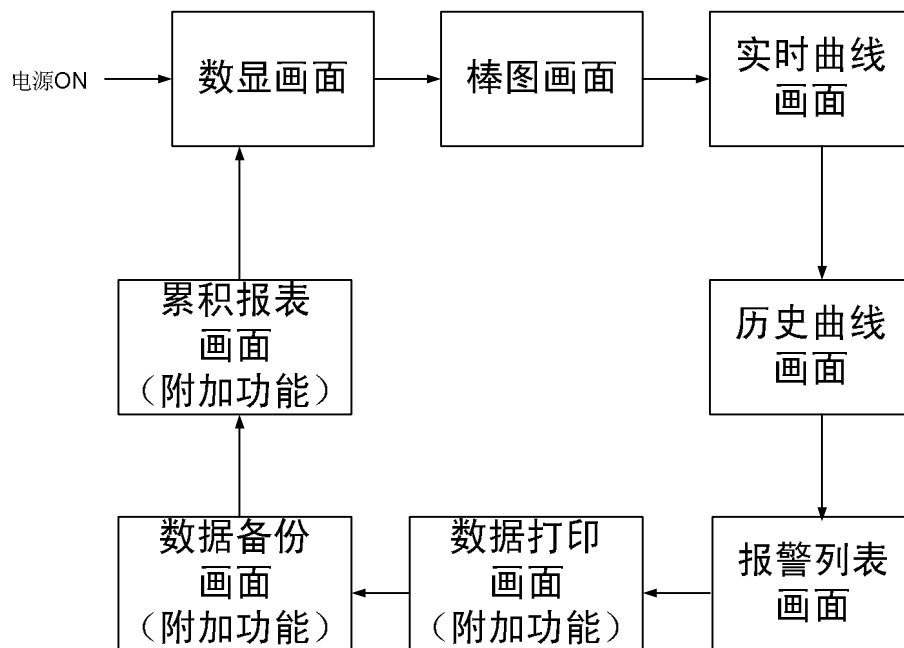 电源ON
数显画面
棒图画面
实时曲线
画面
历史曲线
画面
报警列表
画面
数据打印
画面
（附加功能）
数据备份
画面
（附加功能）
累积报表
画面
（附加功能）